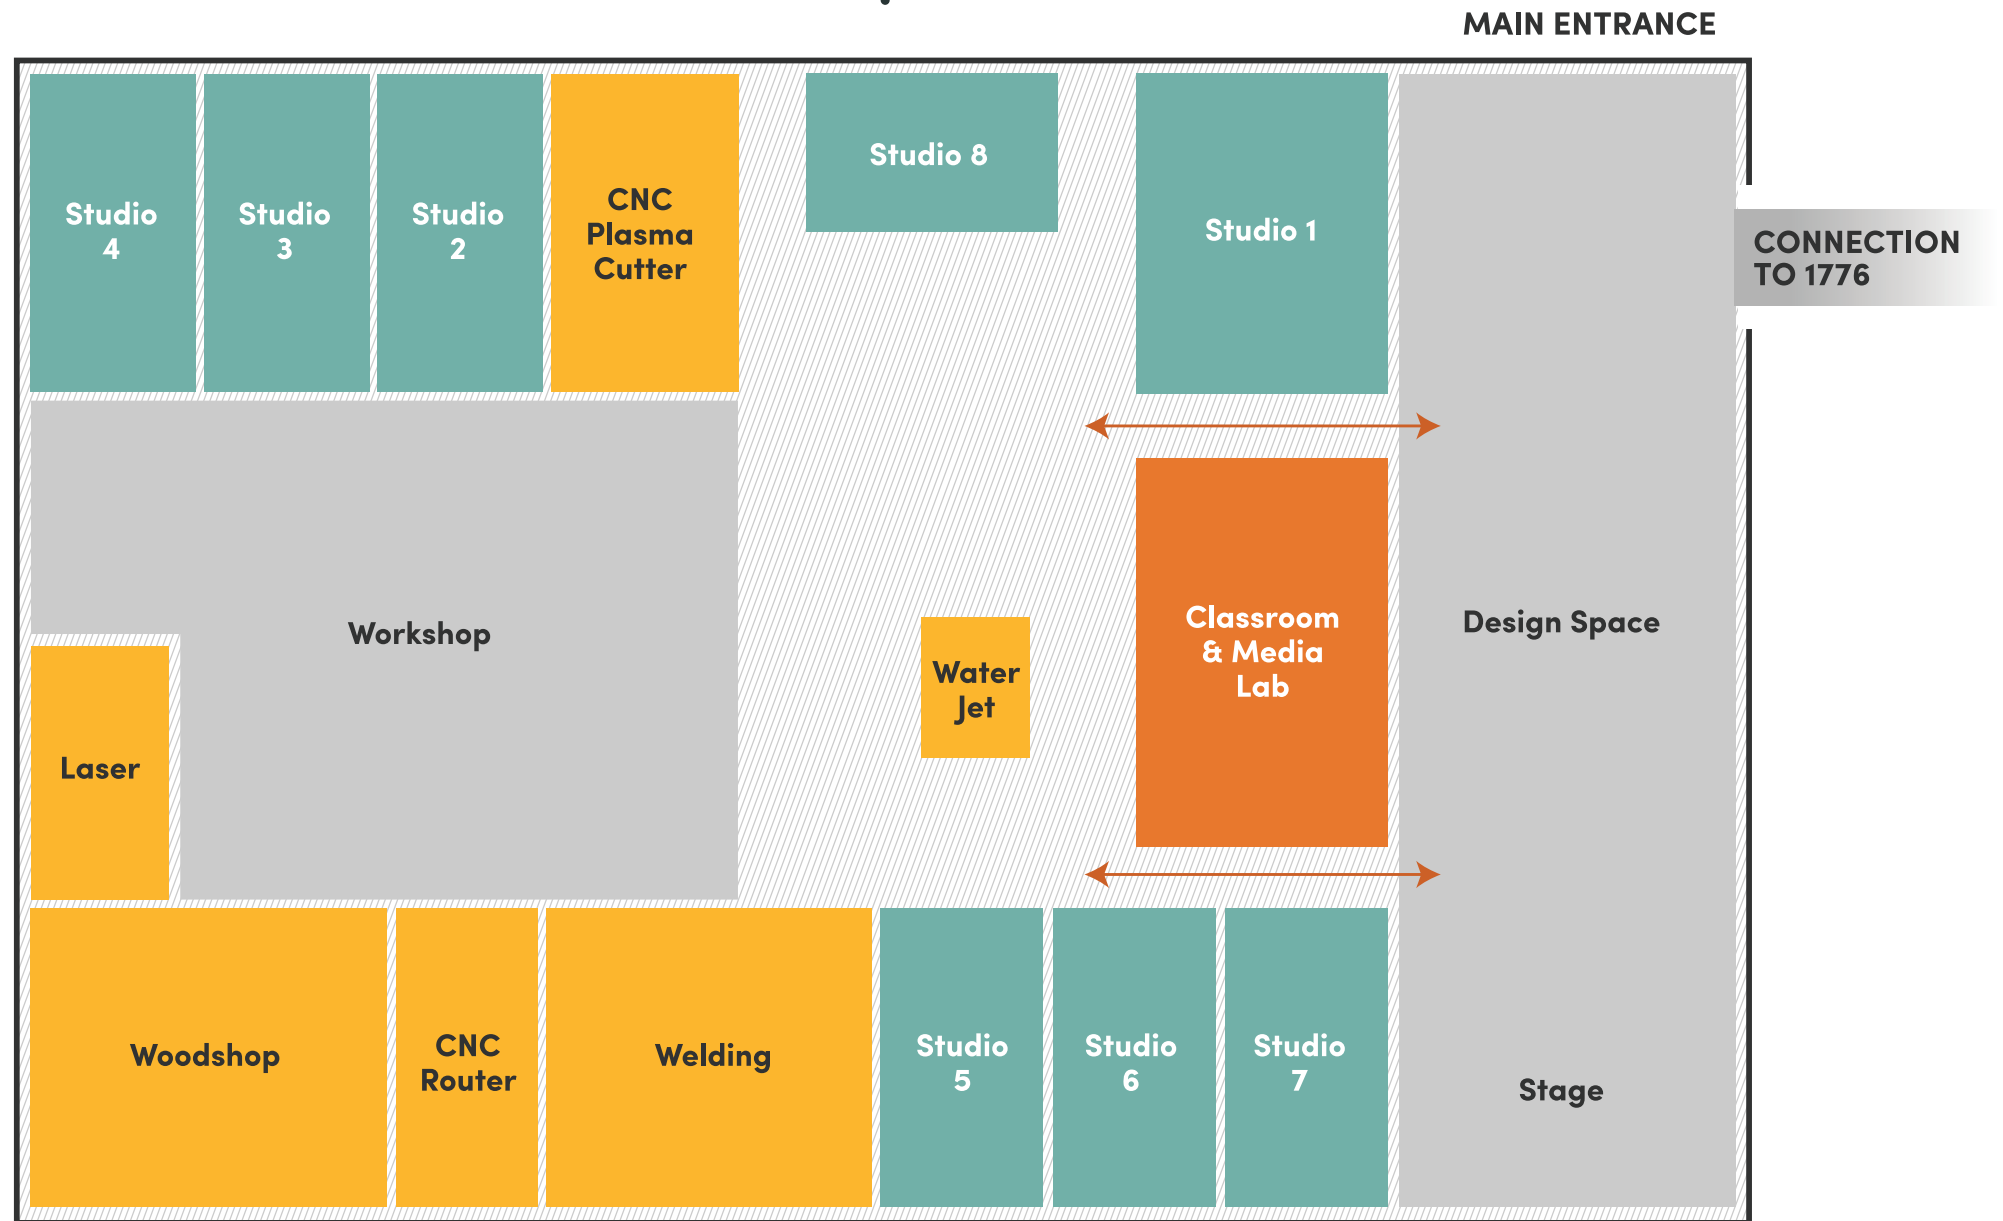 MAIN ENTRANCE
Studio
4
Studio
3
Studio
2
CNC
Plasma
Cutter
Studio 8
Studio 1
CONNECTION
TO 1776
Workshop
Laser
Water
Jet
Classroom
& Media
Lab
Design Space
Woodshop
CNC
Router
Welding
Studio
5
Studio
6
Studio
7
Stage